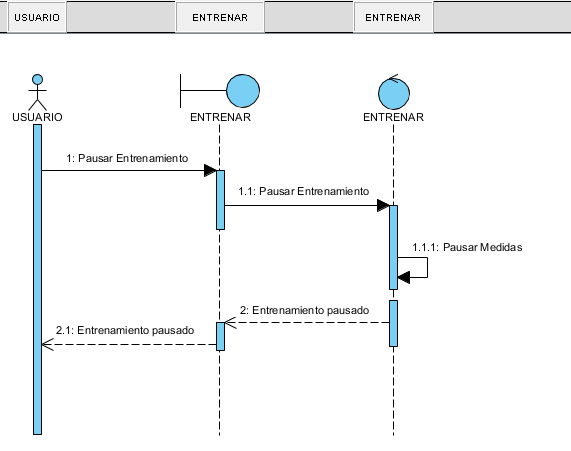 USUARIO
ENTRENAR
ENTRENAR
USUARIO
ENTRENAR
ENTRENAR
1: Pausar Entrenamiento
1.1: Pausar Entrenamiento
1.1.1: Pausar Medidas
2: Entrenamiento pausado
2.1: Entrenamiento pausado